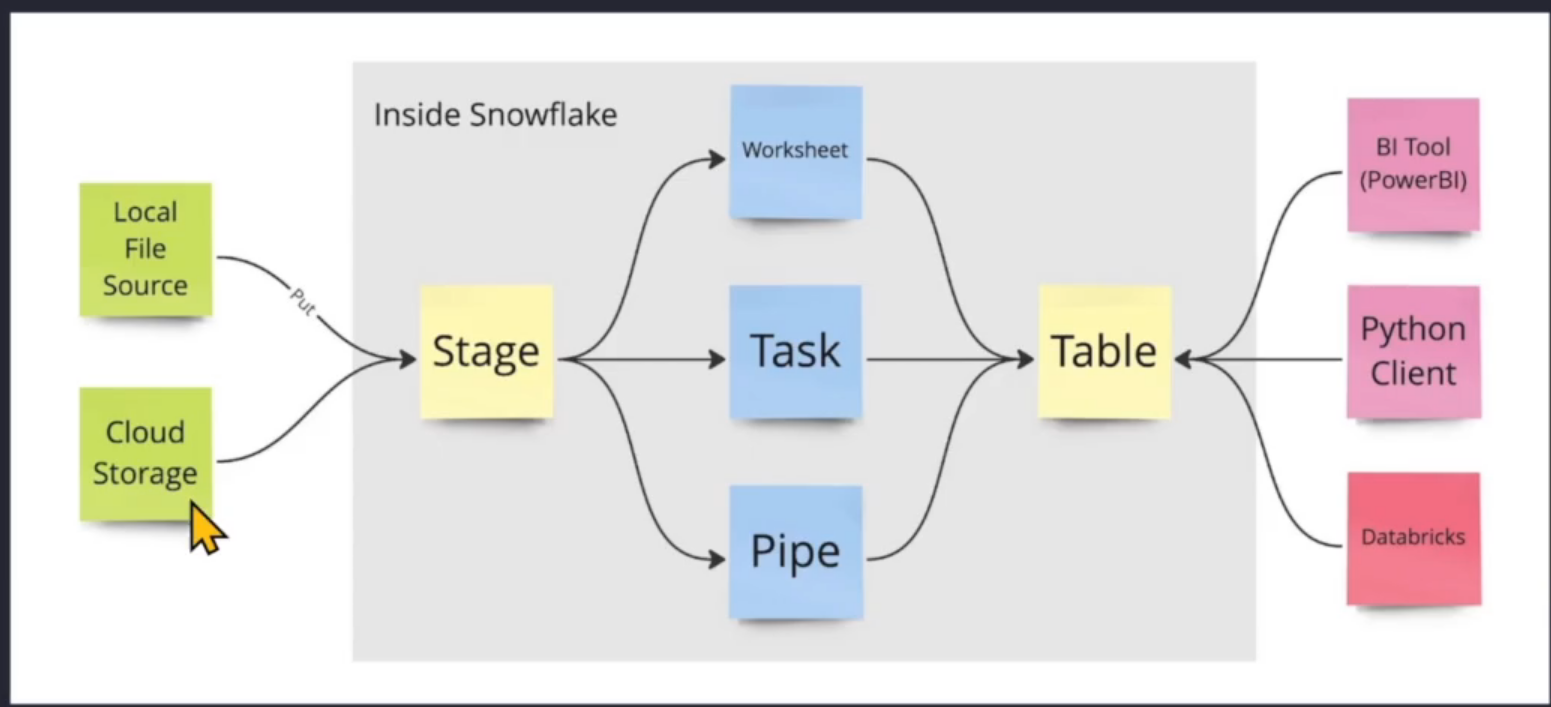 Inside Snowflake
Local
File
Source
Put
Cloud
Storage
Stage
Worksheet
Task
Pipe
Table
BI Tool
(PowerBI)
Python
Client
Databricks